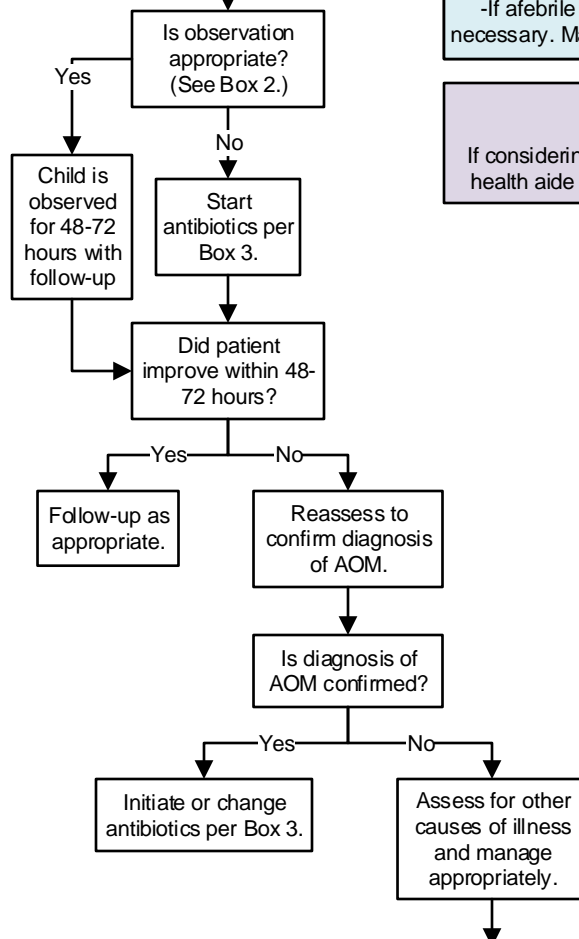 -If afebrile
necessary. Ma
If considerin
health aide
Is observation
appropriate?
(See Box 2.)
Yes
No
Child is
observed
for 48-72
hours with
follow-up
Start
antibiotics per
Box 3.
Did patient
improve within 48-
72 hours?
Yes
No
Follow-up as
appropriate.
Reassess to
confirm diagnosis
of AOM.
Is diagnosis of
AOM confirmed?
Yes
No
Initiate or change
antibiotics per Box 3.
Assess for other
causes of illness
and manage
appropriately.